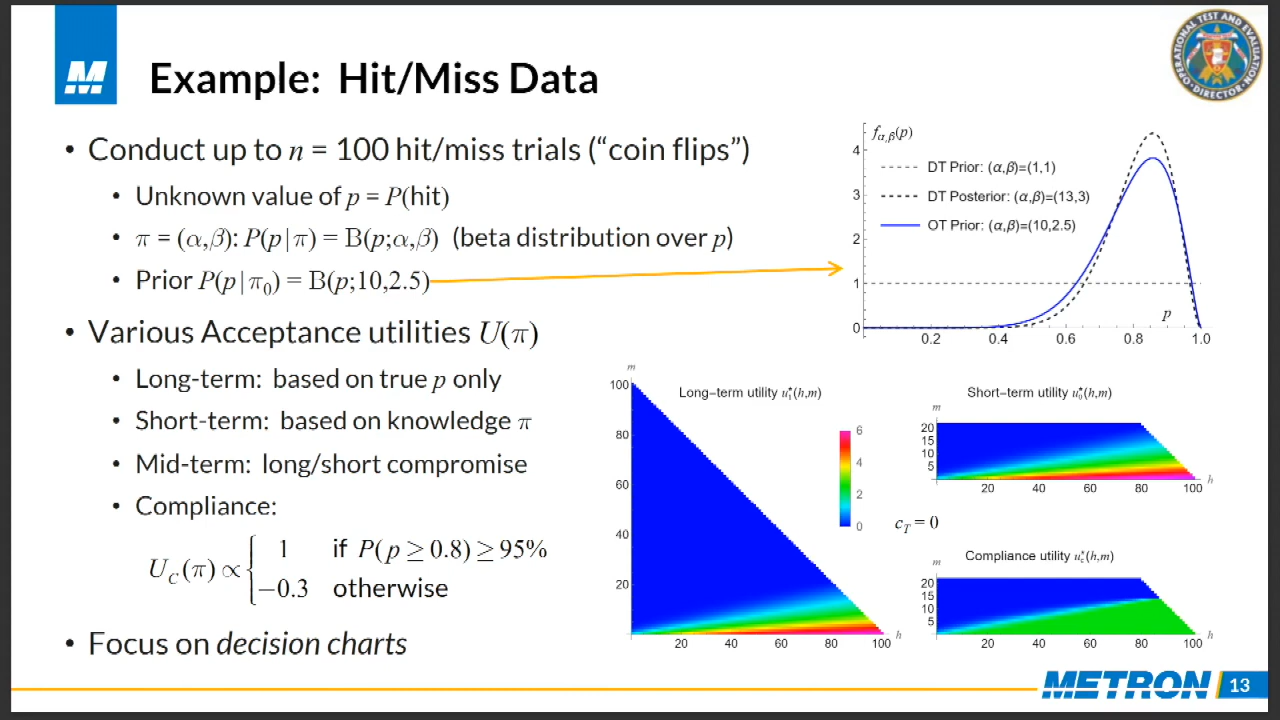 M
Example: Hit/Miss Data
OPERATIONAL TEST AND EVALUATION
DIRECTOR
• Conduct up to n = 100 hit/miss trials (“coin flips”)
• Unknown value of p = P(hit)
• π = (α,β): P(p|π) = B(p;α,β) (beta distribution over p)
• Prior P(p|π₀) = B(p;10,2.5)
• Various Acceptance utilities U(π)
• Long-term: based on true p only
• Short-term: based on knowledge π
• Mid-term: long/short compromise
• Compliance:
U_C(π) ∝ { 1 if P(p ≥ 0.8) ≥ 95%
−0.3 otherwise
• Focus on decision charts
f_α,β(p)
4
3
2
1
0
DT Prior: (α,β)=(1,1)
DT Posterior: (α,β)=(13,3)
OT Prior: (α,β)=(10,2.5)
p
0.2 0.4 0.6 0.8 1.0
m
Long−term utility u₁*(h,m)
100
80
60
40
20
20 40 60 80 100 h
6
4
2
0
c_T = 0
Short−term utility u₀*(h,m)
m
20
15
10
5
20 40 60 80 100 h
Compliance utility u_c*(h,m)
m
20
15
10
5
20 40 60 80 100 h
METRON 13